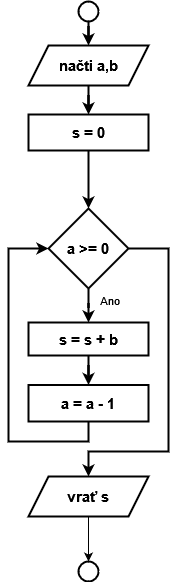 načti a,b
s = 0
a >= 0
Ano
s = s + b
a = a - 1
vrať s